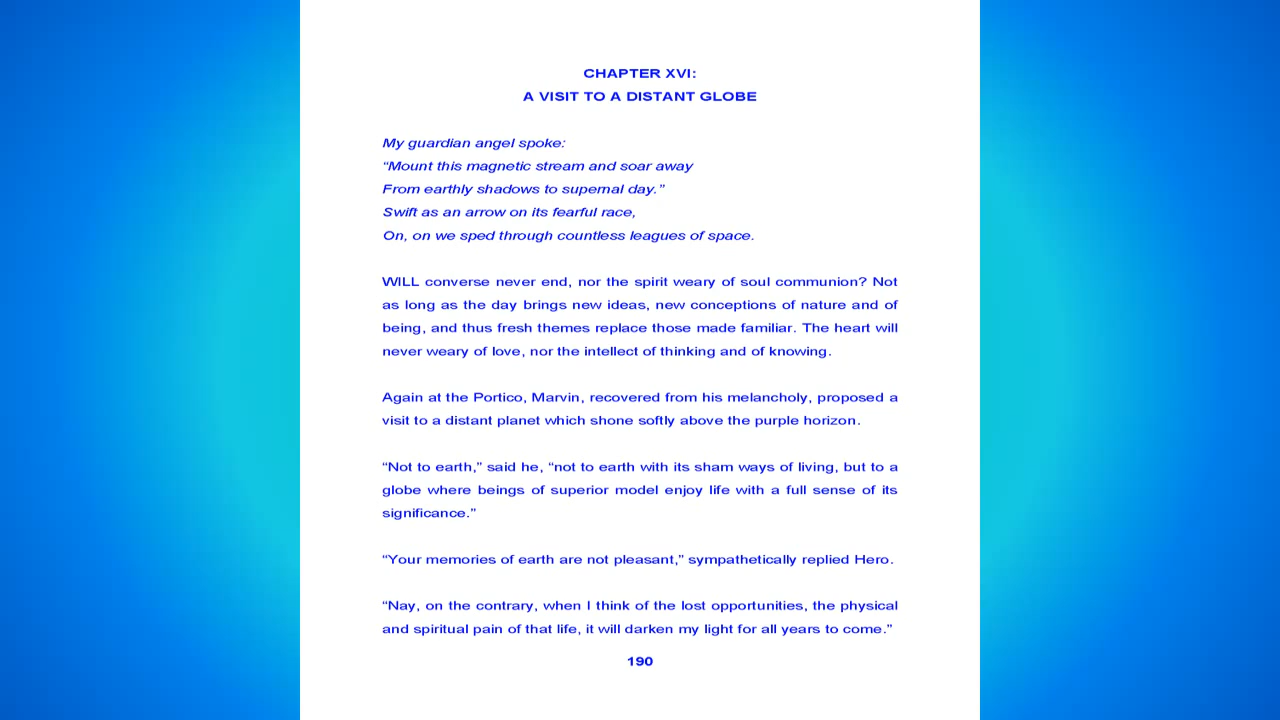 CHAPTER XVI:
A VISIT TO A DISTANT GLOBE
My guardian angel spoke:
“Mount this magnetic stream and soar away
From earthly shadows to supernal day.”
Swift as an arrow on its fearful race,
On, on we sped through countless leagues of space.
WILL converse never end, nor the spirit weary of soul communion? Not
as long as the day brings new ideas, new conceptions of nature and of
being, and thus fresh themes replace those made familiar. The heart will
never weary of love, nor the intellect of thinking and of knowing.
Again at the Portico, Marvin, recovered from his melancholy, proposed a
visit to a distant planet which shone softly above the purple horizon.
“Not to earth,” said he, “not to earth with its sham ways of living, but to a
globe where beings of superior model enjoy life with a full sense of its
significance.”
“Your memories of earth are not pleasant,” sympathetically replied Hero.
“Nay, on the contrary, when I think of the lost opportunities, the physical
and spiritual pain of that life, it will darken my light for all years to come.”
190